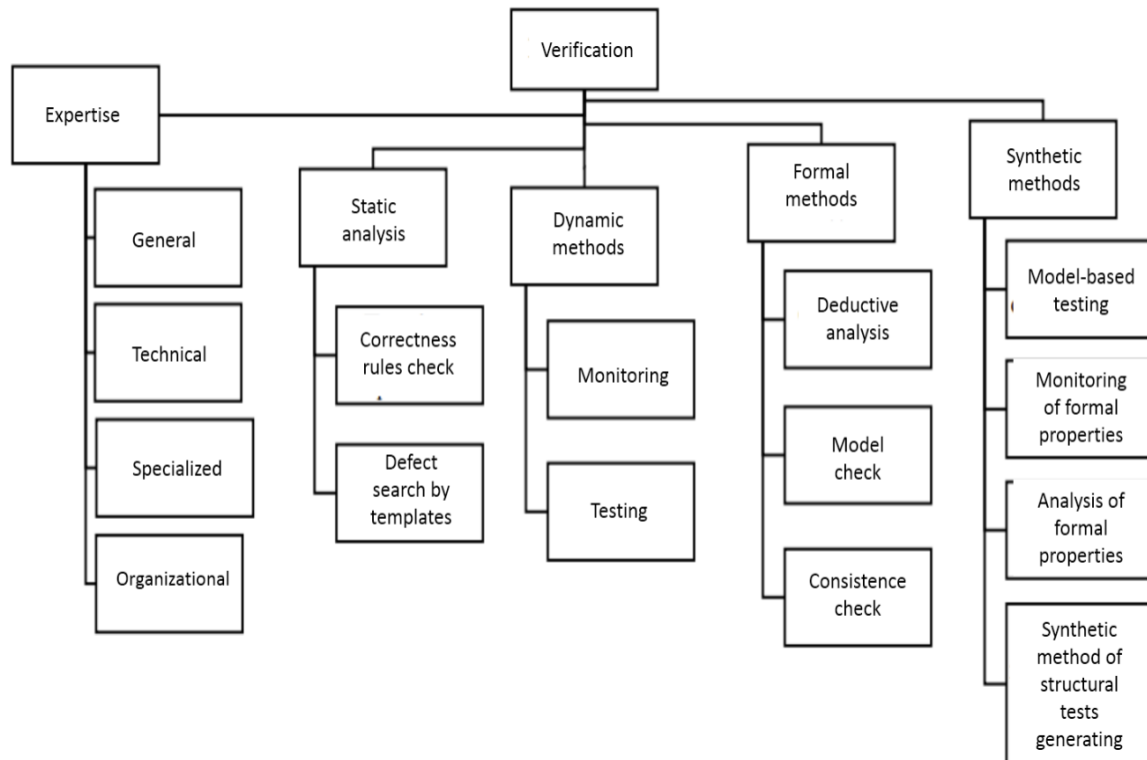 Verification
Expertise
General
Technical
Specialized
Organizational
Static
analysis
Correctness
rules check
Defect
search by
templates
Dynamic
methods
Monitoring
Testing
Formal
methods
Deductive
analysis
Model
check
Consistence
check
Synthetic
methods
Model-based
testing
Monitoring
of formal
properties
Analysis of
formal
properties
Synthetic
method of
structural
tests
generating